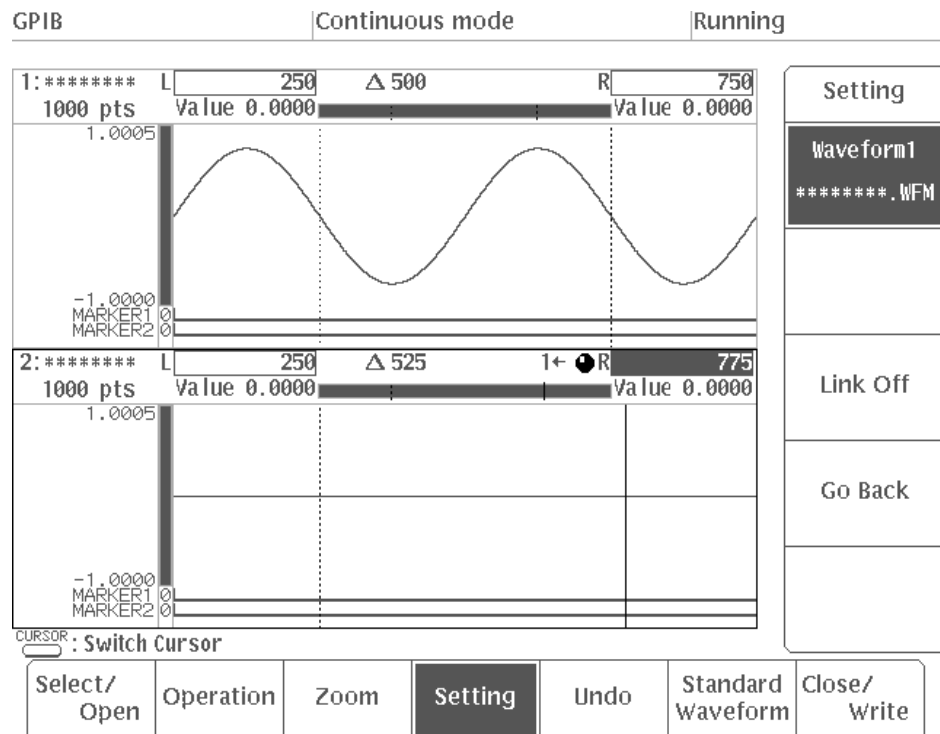 GPIB Continuous mode Running
1:******** L 250 Δ 500 R 750
1000 pts Value 0.0000 Value 0.0000
1.0005
-1.0000
MARKER1 0
MARKER2 0
2:******** L 250 Δ 525 1← R 775
1000 pts Value 0.0000 Value 0.0000
1.0005
-1.0000
MARKER1 0
MARKER2 0
CURSOR : Switch Cursor
Setting
Waveform1
********.WFM
Link Off
Go Back
Select/
Open
Operation
Zoom
Setting
Undo
Standard
Waveform
Close/
Write